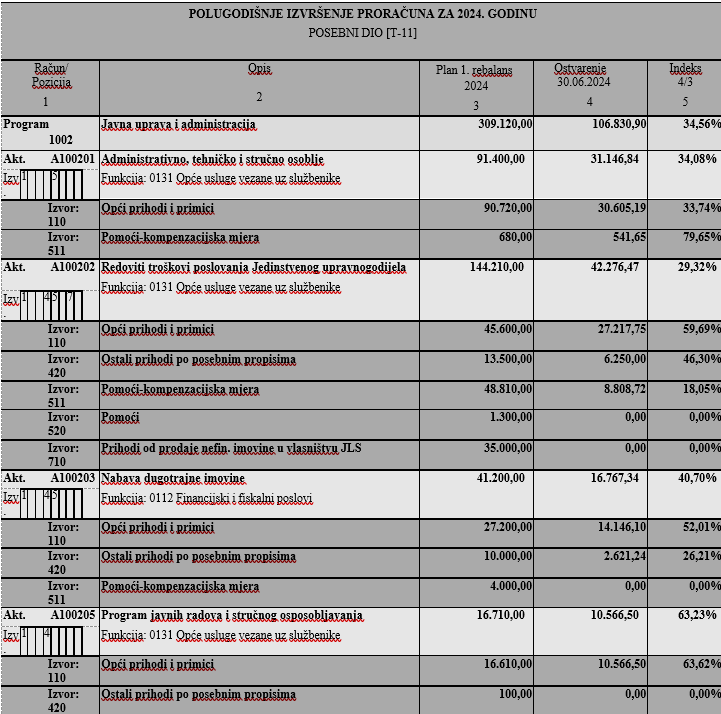 POLUGODIŠNJE IZVRŠENJE PRORAČUNA ZA 2024. GODINU
POSEBNI DIO [T-11]
Račun/ Pozicija Opis Plan 1. rebalans 2024 Ostvarenje 30.06.2024 Indeks 4/3
1 2 3 4 5
Program 1002 Javna uprava i administracija 309.120,00 106.830,90 34,56%
Akt. A100201 Administrativno, tehničko i stručno osoblje 91.400,00 31.146,84 34,08%
Izv. 1 5 Funkcija: 0131 Opće usluge vezane uz službenike
Izvor: 110 Opći prihodi i primici 90.720,00 30.605,19 33,74%
Izvor: 511 Pomoći-kompenzacijska mjera 680,00 541,65 79,65%
Akt. A100202 Redoviti troškovi poslovanja Jedinstvenog upravnogodijela 144.210,00 42.276,47 29,32%
Izv. 1 4 5 7 Funkcija: 0131 Opće usluge vezane uz službenike
Izvor: 110 Opći prihodi i primici 45.600,00 27.217,75 59,69%
Izvor: 420 Ostali prihodi po posebnim propisima 13.500,00 6.250,00 46,30%
Izvor: 511 Pomoći-kompenzacijska mjera 48.810,00 8.808,72 18,05%
Izvor: 520 Pomoći 1.300,00 0,00 0,00%
Izvor: 710 Prihodi od prodaje nefin. imovine u vlasništvu JLS 35.000,00 0,00 0,00%
Akt. A100203 Nabava dugotrajne imovine 41.200,00 16.767,34 40,70%
Izv. 1 4 5 Funkcija: 0112 Financijski i fiskalni poslovi
Izvor: 110 Opći prihodi i primici 27.200,00 14.146,10 52,01%
Izvor: 420 Ostali prihodi po posebnim propisima 10.000,00 2.621,24 26,21%
Izvor: 511 Pomoći-kompenzacijska mjera 4.000,00 0,00 0,00%
Akt. A100205 Program javnih radova i stručnog osposobljavanja 16.710,00 10.566,50 63,23%
Izv. 1 4 Funkcija: 0131 Opće usluge vezane uz službenike
Izvor: 110 Opći prihodi i primici 16.610,00 10.566,50 63,62%
Izvor: 420 Ostali prihodi po posebnim propisima 100,00 0,00 0,00%